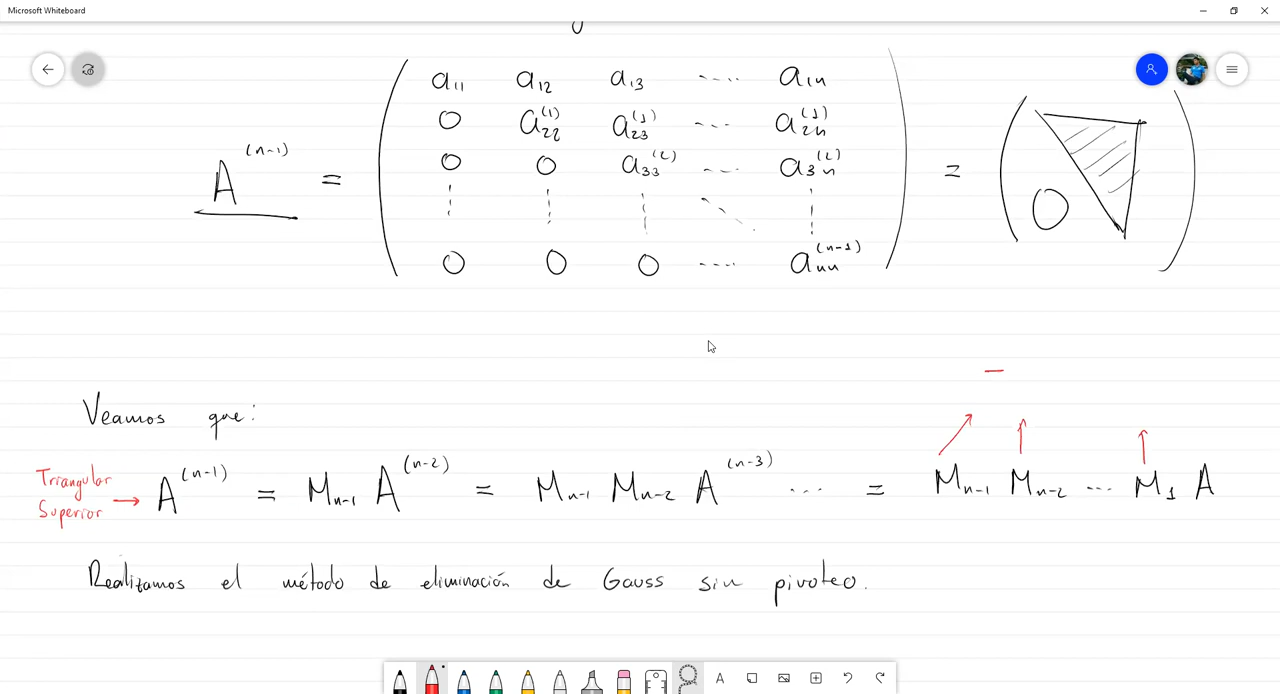 Microsoft Whiteboard
A^(n-1) = ( a11 a12 a13 ---- a1n
0 a22^(1) a23^(1) --- a2n^(1)
0 0 a33^(2) ---- a3n^(2)
0 0 0 ---- ann^(n-1) ) = ( 0 )
Veamos que:
Triangular Superior → A^(n-1) = Mn-1 A^(n-2) = Mn-1 Mn-2 A^(n-3) ... = Mn-1 Mn-2 --- M1 A
Realizamos el método de eliminación de Gauss sin pivoteo.
A